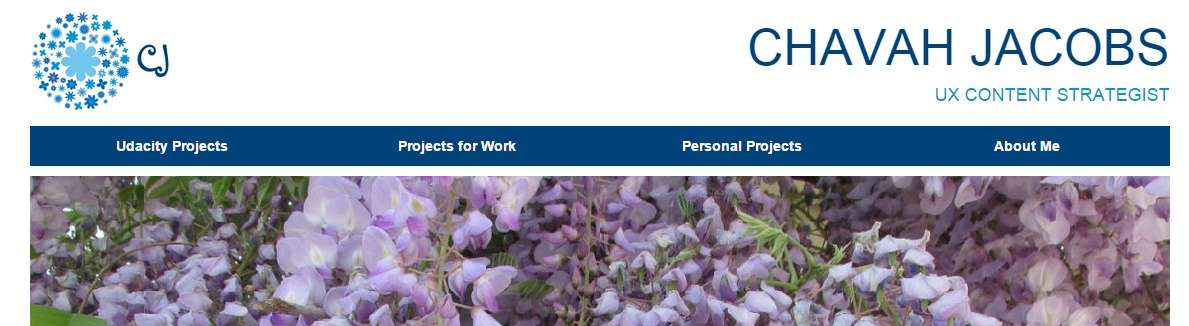 CJ
CHAVAH JACOBS
UX CONTENT STRATEGIST
Udacity Projects Projects for Work Personal Projects About Me